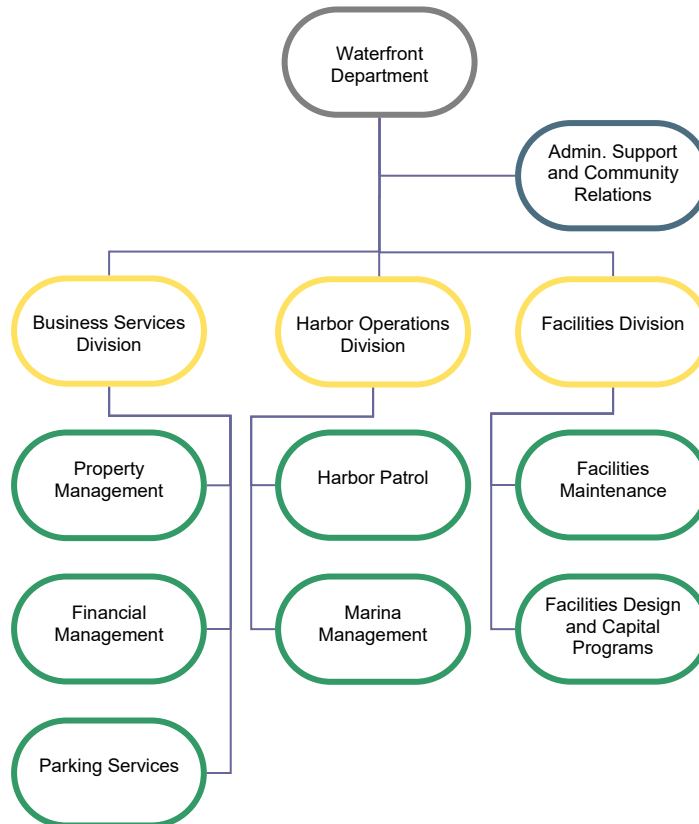 Waterfront
Department
Admin. Support
and Community
Relations
Business Services
Division
Harbor Operations
Division
Facilities Division
Property
Management
Harbor Patrol
Facilities
Maintenance
Financial
Management
Marina
Management
Facilities Design
and Capital
Programs
Parking Services